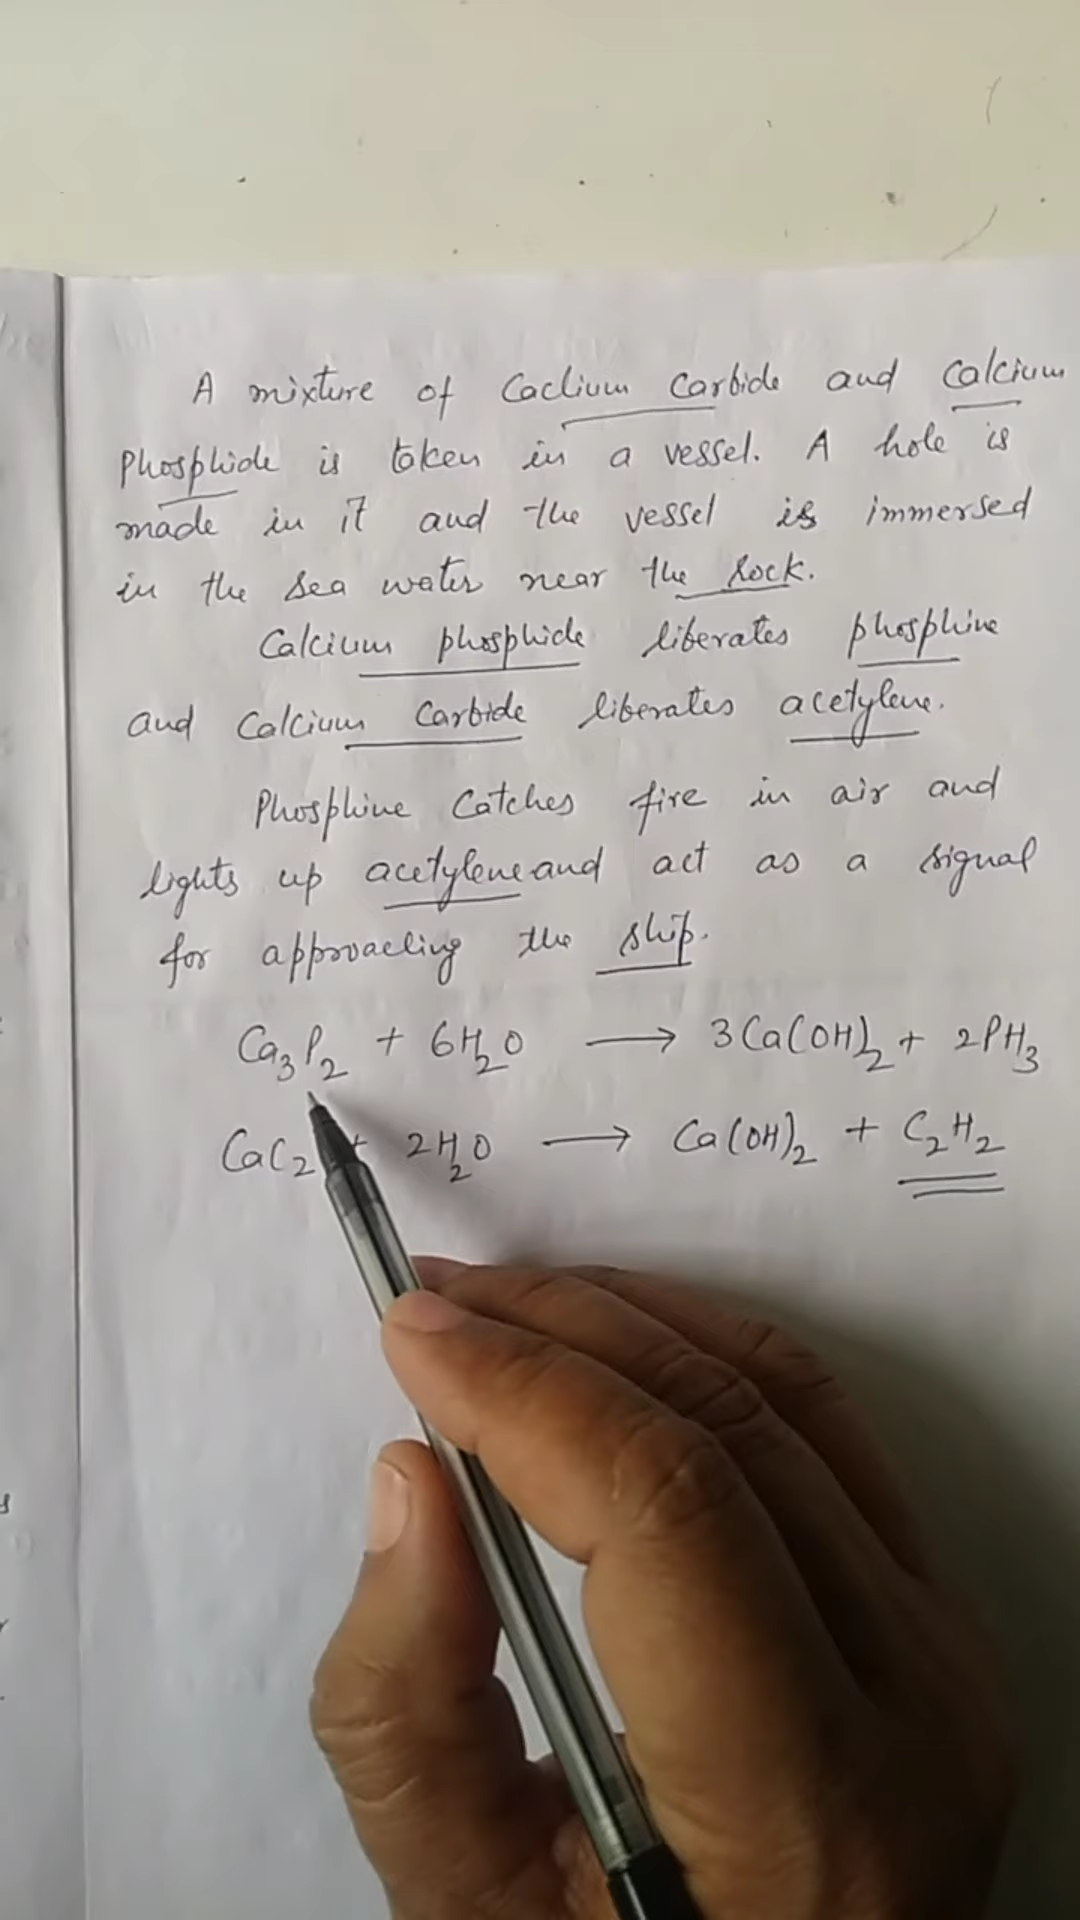 A mixture of Caclium Carbide and Calcium
Phosphide is taken in a vessel. A hole is
made in it and the vessel is immersed
in the sea water near the Rock.
Calcium phosphide liberates phosphine
and Calcium Carbide liberates acetylene.
Phosphine Catches fire in air and
lights up acetylene and act as a signal
for approacling the ship.
Ca₃P₂ + 6H₂O ⟶ 3Ca(OH)₂ + 2PH₃
CaC₂ + 2H₂O ⟶ Ca(OH)₂ + C₂H₂